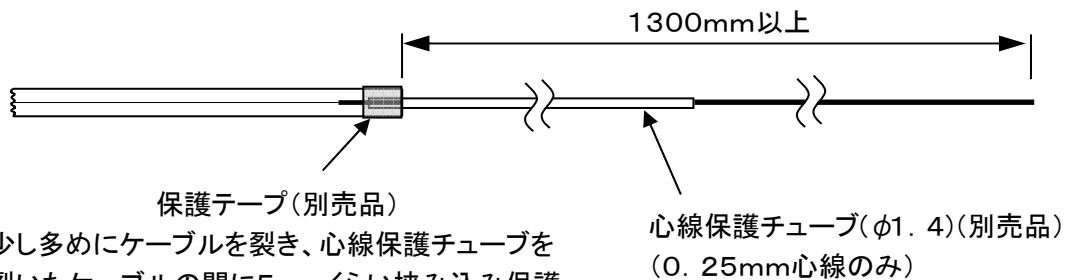 1300mm以上
保護テープ(別売品)
少し多めにケーブルを裂き、心線保護チューブを
心線保護チューブ(φ1.4)(別売品)
(0.25mm心線のみ)